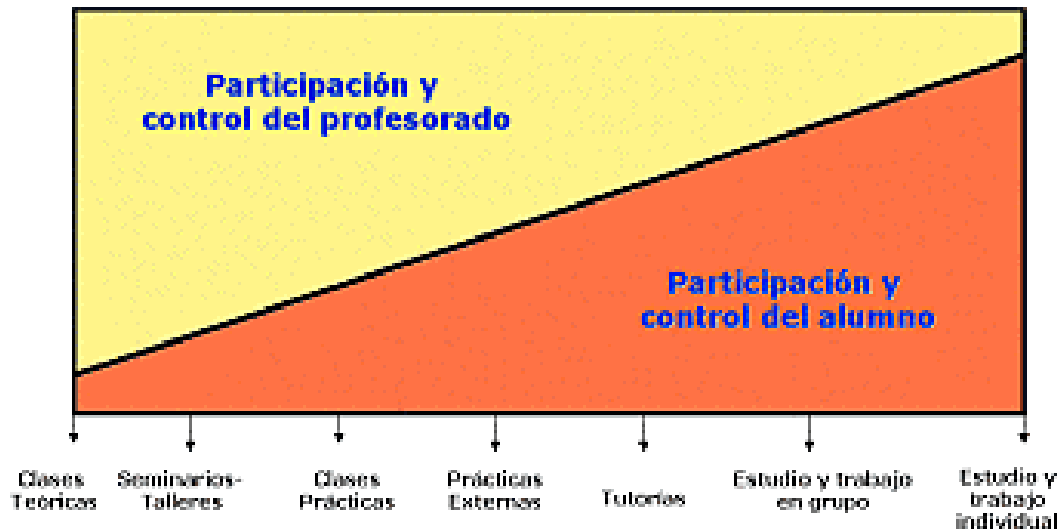 Participación y
control del profesorado
Participación y
control del alumno
Clases
Teóricas
Seminarios-
Talleres
Clases
Prácticas
Prácticas
Externas
Tutorías
Estudio y trabajo
en grupo
Estudio y
trabajo
individual